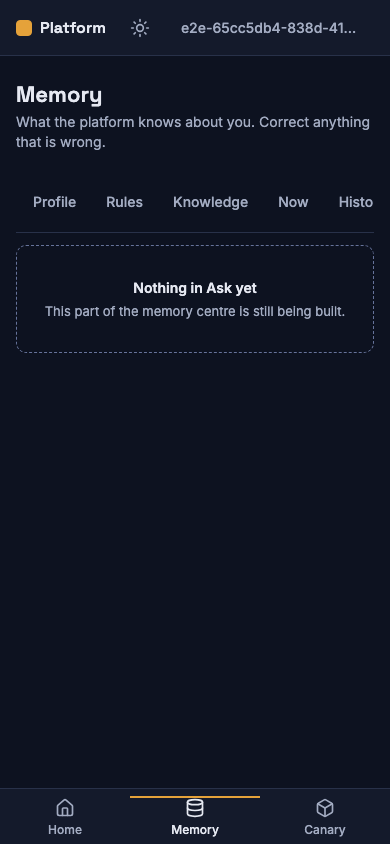 Platform
e2e-65cc5db4-838d-41...
Memory
What the platform knows about you. Correct anything
that is wrong.
Profile Rules Knowledge Now Histo
Nothing in Ask yet
This part of the memory centre is still being built.
Home Memory Canary